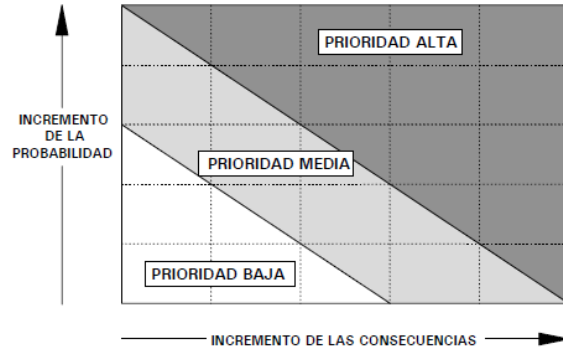 PRIORIDAD ALTA
INCREMENTO
DE LA
PROBABILIDAD
PRIORIDAD MEDIA
PRIORIDAD BAJA
INCREMENTO DE LAS CONSECUENCIAS